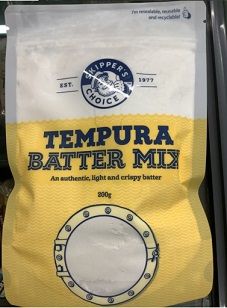 I'm resealable, reusable
and recyclable!
SKIPPER'S
EST. 1977
CHOICE
TEMPURA
BATTER MIX
An authentic, light and crispy batter
200g